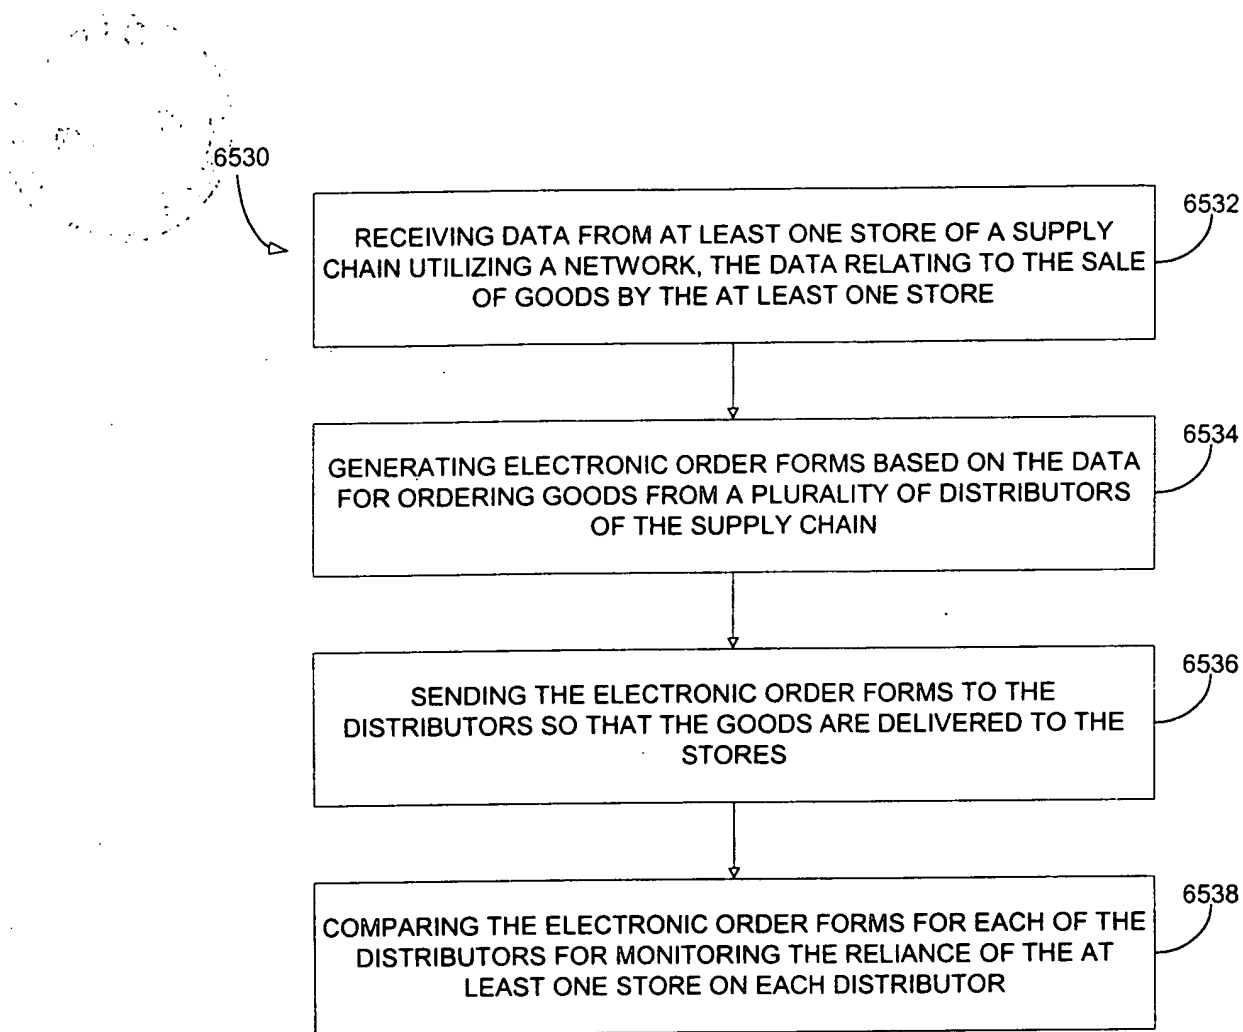 6530
6532
RECEIVING DATA FROM AT LEAST ONE STORE OF A SUPPLY
CHAIN UTILIZING A NETWORK, THE DATA RELATING TO THE SALE
OF GOODS BY THE AT LEAST ONE STORE
6534
GENERATING ELECTRONIC ORDER FORMS BASED ON THE DATA
FOR ORDERING GOODS FROM A PLURALITY OF DISTRIBUTORS
OF THE SUPPLY CHAIN
6536
SENDING THE ELECTRONIC ORDER FORMS TO THE
DISTRIBUTORS SO THAT THE GOODS ARE DELIVERED TO THE
STORES
6538
COMPARING THE ELECTRONIC ORDER FORMS FOR EACH OF THE
DISTRIBUTORS FOR MONITORING THE RELIANCE OF THE AT
LEAST ONE STORE ON EACH DISTRIBUTOR